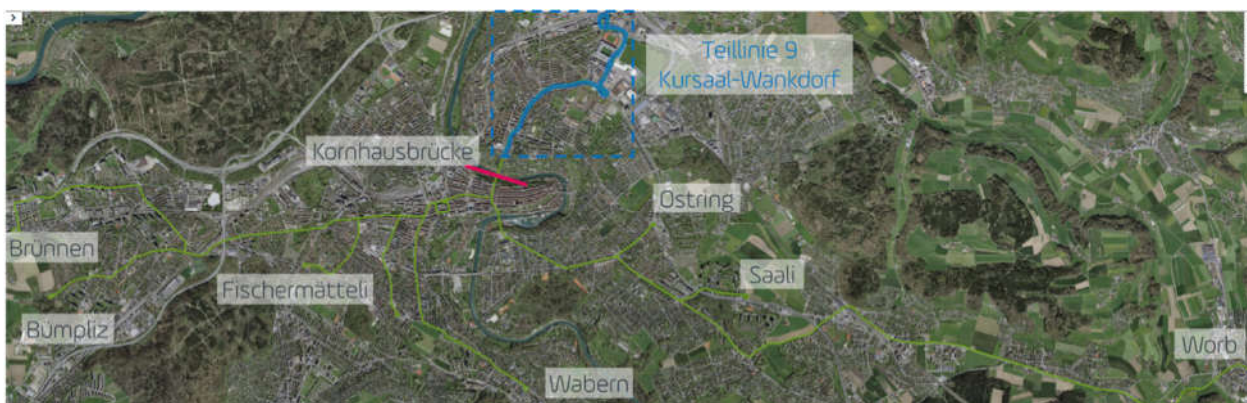 Teillinie 9
Kursaal-Wankdorf
Kornhausbrücke
Ostring
Brünnen
Saali
Fischermätteli
Bümpliz
Worb
Wabern